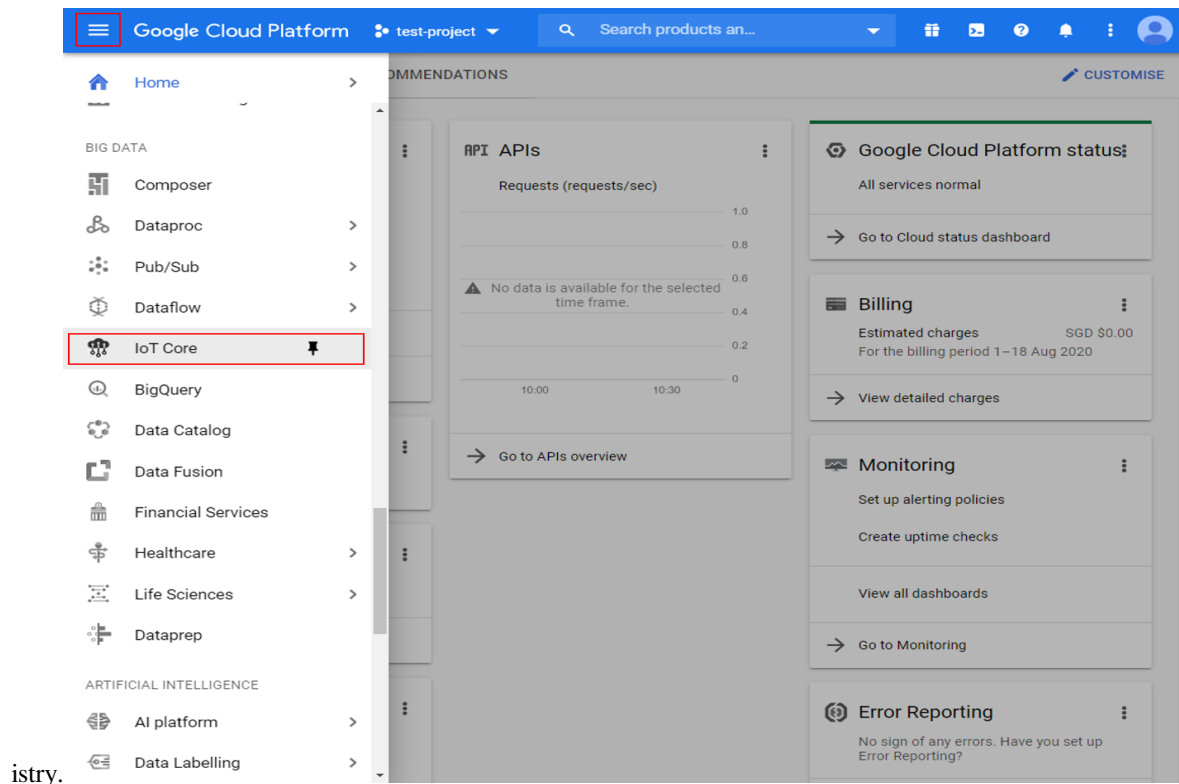 Google Cloud Platform
test-project
Search products an...
Home
OMMENDATIONS
CUSTOMISE
BIG DATA
Composer
Dataproc
Pub/Sub
Dataflow
IoT Core
BigQuery
Data Catalog
Data Fusion
Financial Services
Healthcare
Life Sciences
Dataprep
ARTIFICIAL INTELLIGENCE
AI platform
Data Labelling
API APIs
Requests (requests/sec)
1.0
0.8
0.6
No data is available for the selected
time frame.
0.4
0.2
0
10:00 10:30
Go to APIs overview
Google Cloud Platform status
All services normal
Go to Cloud status dashboard
Billing
Estimated charges SGD $0.00
For the billing period 1–18 Aug 2020
View detailed charges
Monitoring
Set up alerting policies
Create uptime checks
View all dashboards
Go to Monitoring
Error Reporting
No sign of any errors. Have you set up
Error Reporting?
istry.